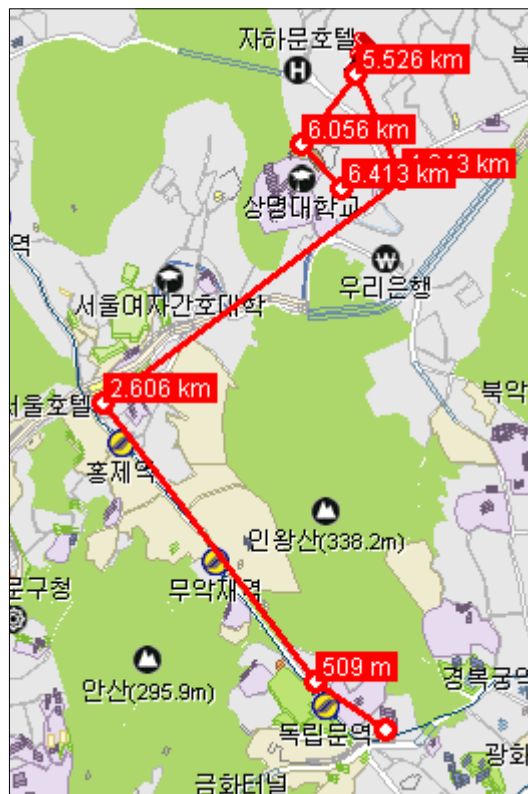 자하문호텔
북
5.526 km
H
6.056 km
6.413 km
상명대학교
역
W
우리은행
서울여자간호대학
2.606 km
서울호텔
북악
홍제역
인왕산(338.2m)
무악재역
문구청
509 m
안산(295.9m)
경복궁역
독립문역
광화
금화터널